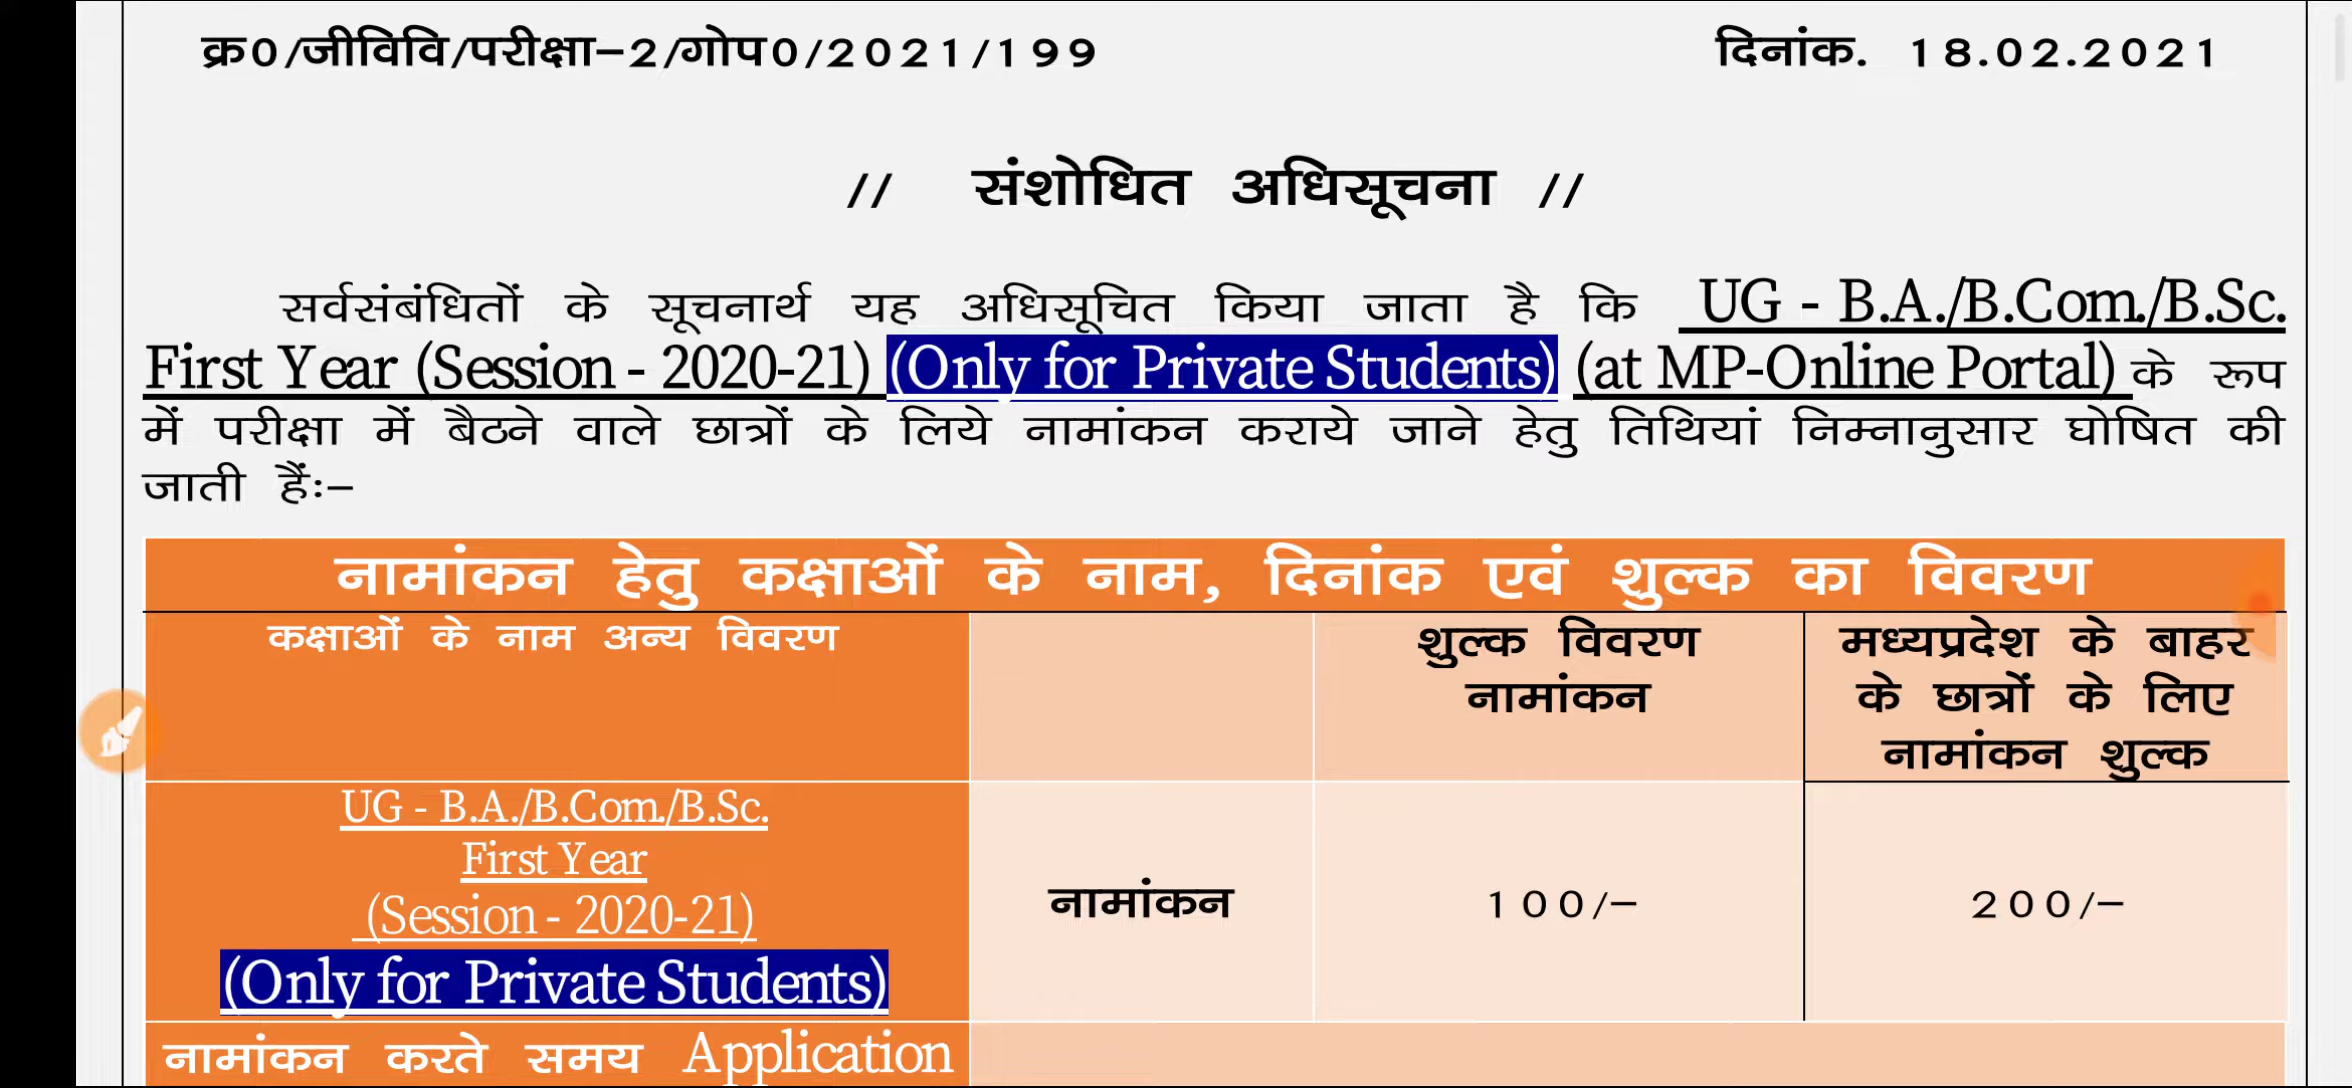 क्र0/जीविवि/परीक्षा–2/गोप0/2021/199 दिनांक. 18.02.2021
// संशोधित अधिसूचना //
सर्वसंबंधितों के सूचनार्थ यह अधिसूचित किया जाता है कि UG - B.A./B.Com./B.Sc.
First Year (Session - 2020-21) (Only for Private Students) (at MP-Online Portal) के रूप
में परीक्षा में बैठने वाले छात्रों के लिये नामांकन कराये जाने हेतु तिथियां निम्नानुसार घोषित की
जाती हैंः–
नामांकन हेतु कक्षाओं के नाम, दिनांक एवं शुल्क का विवरण
कक्षाओं के नाम अन्य विवरण
शुल्क विवरण
नामांकन
मध्यप्रदेश के बाहर
के छात्रों के लिए
नामांकन शुल्क
UG - B.A./B.Com./B.Sc.
First Year
(Session - 2020-21)
(Only for Private Students)
नामांकन
100/–
200/–
नामांकन करते समय Application